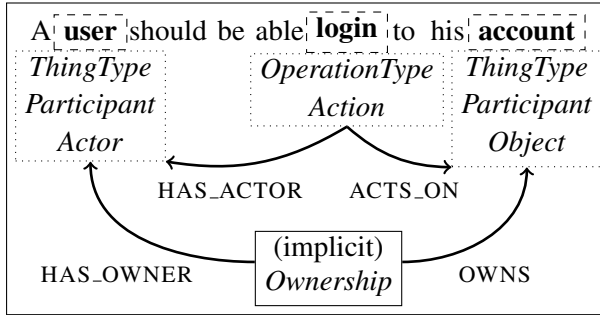 A user should be able login to his account
ThingType OperationType ThingType
Participant Action Participant
Actor Object
HAS_ACTOR ACTS_ON
(implicit)
HAS_OWNER Ownership OWNS